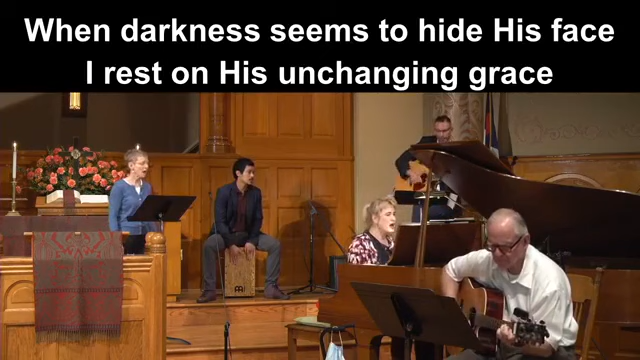 When darkness seems to hide His face
I rest on His unchanging grace